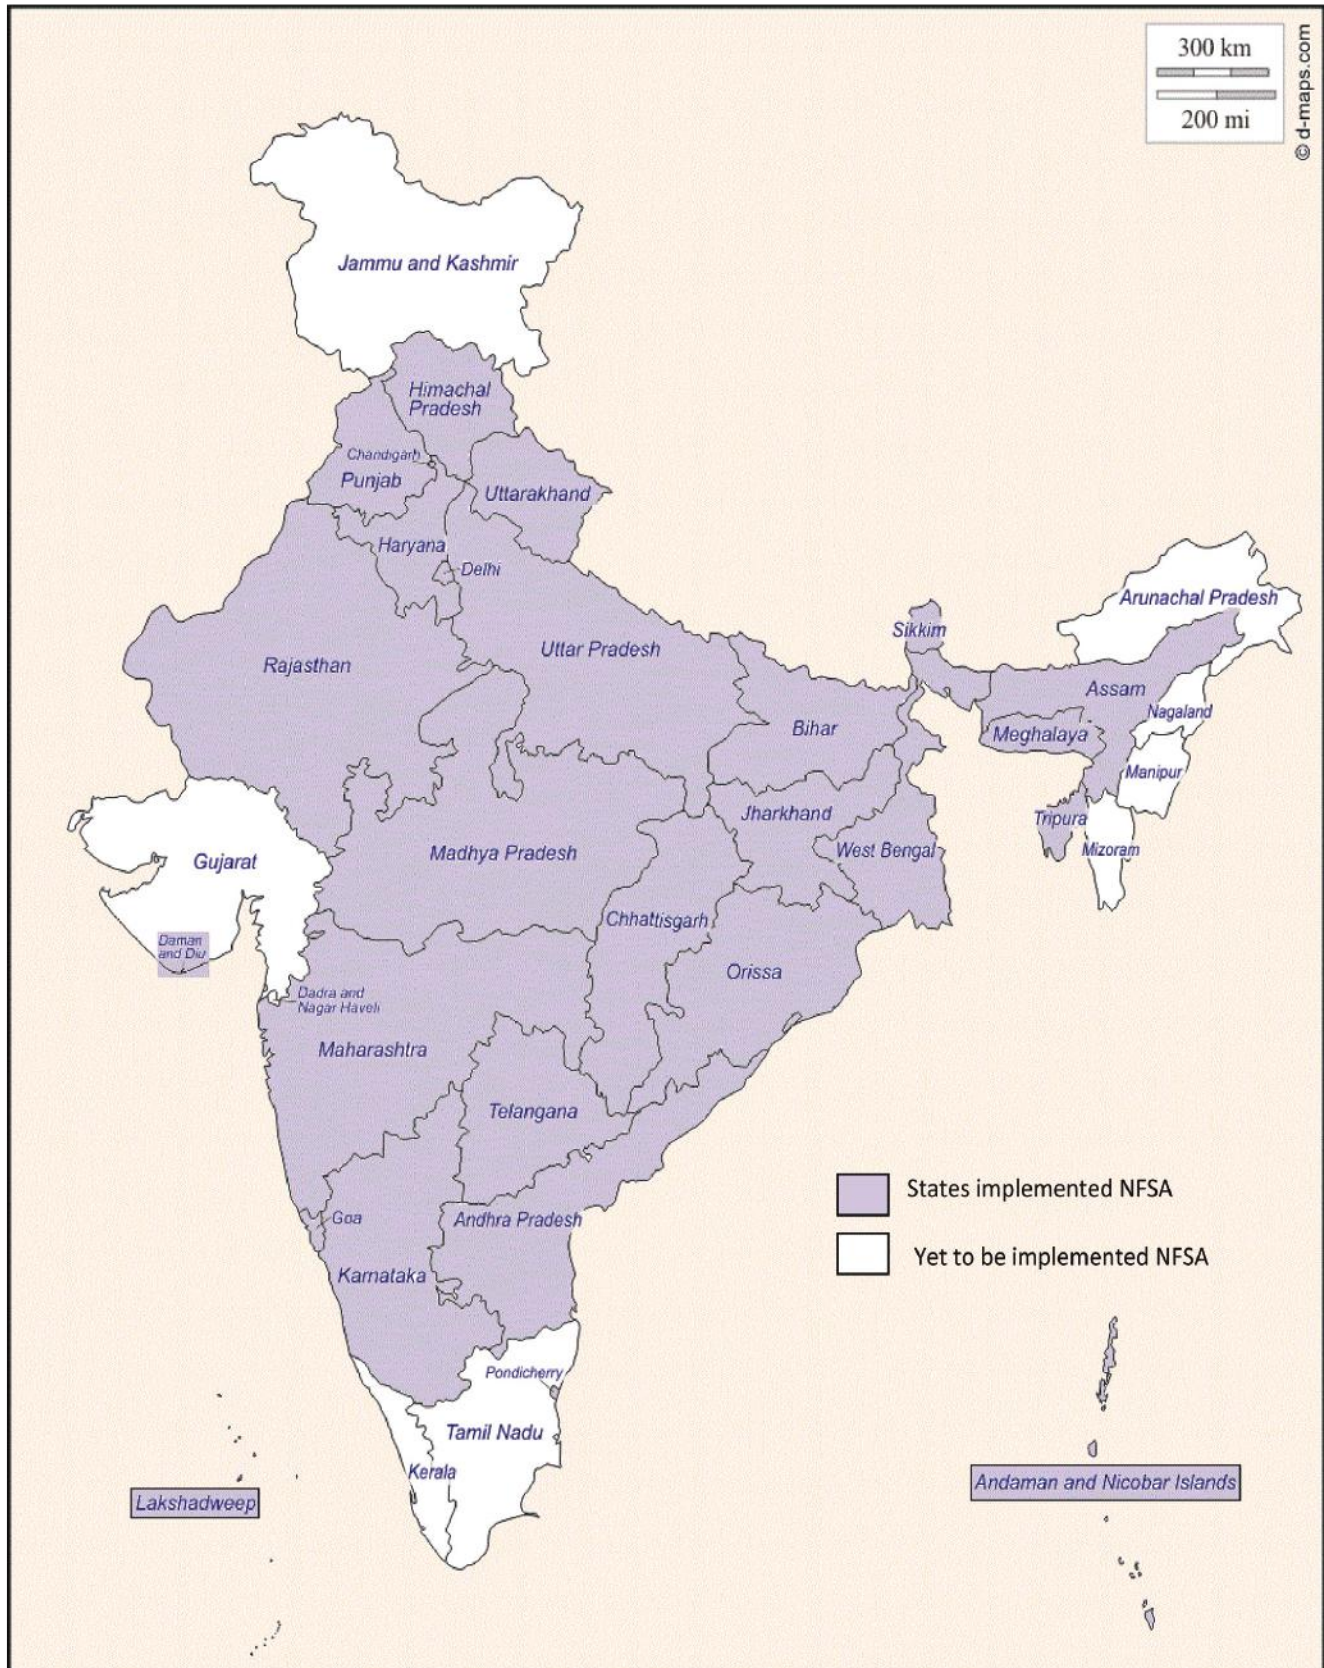 300 km
200 mi
© d-maps.com
Jammu and Kashmir
Himachal
Pradesh
Chandigarh
Punjab
Uttarakhand
Haryana
Delhi
Arunachal Pradesh
Sikkim
Uttar Pradesh
Rajasthan
Assam
Nagaland
Bihar
Meghalaya
Manipur
Jharkhand
Tripura
Mizoram
West Bengal
Madhya Pradesh
Gujarat
Chhattisgarh
Daman
and Diu
Orissa
Dadra and
Nagar Haveli
Maharashtra
Telangana
States implemented NFSA
Goa
Andhra Pradesh
Yet to be implemented NFSA
Karnataka
Pondicherry
Tamil Nadu
Kerala
Andaman and Nicobar Islands
Lakshadweep